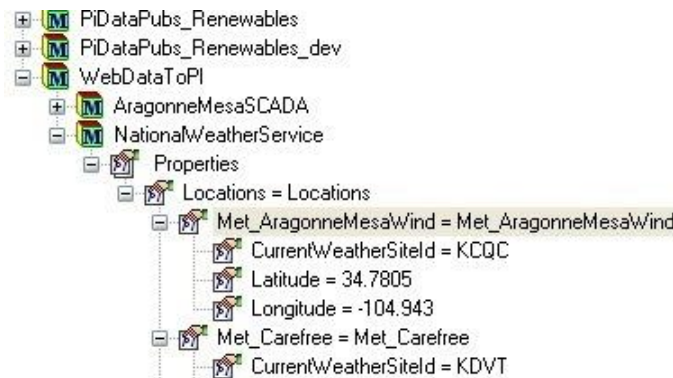 PiDataPubs_Renewables
PiDataPubs_Renewables_dev
WebDataToPI
AragonneMesaSCADA
NationalWeatherService
Properties
Locations = Locations
Met_AragonneMesaWind = Met_AragonneMesaWind
CurrentWeatherSiteId = KCQC
Latitude = 34.7805
Longitude = -104.943
Met_Carefree = Met_Carefree
CurrentWeatherSiteId = KDVT